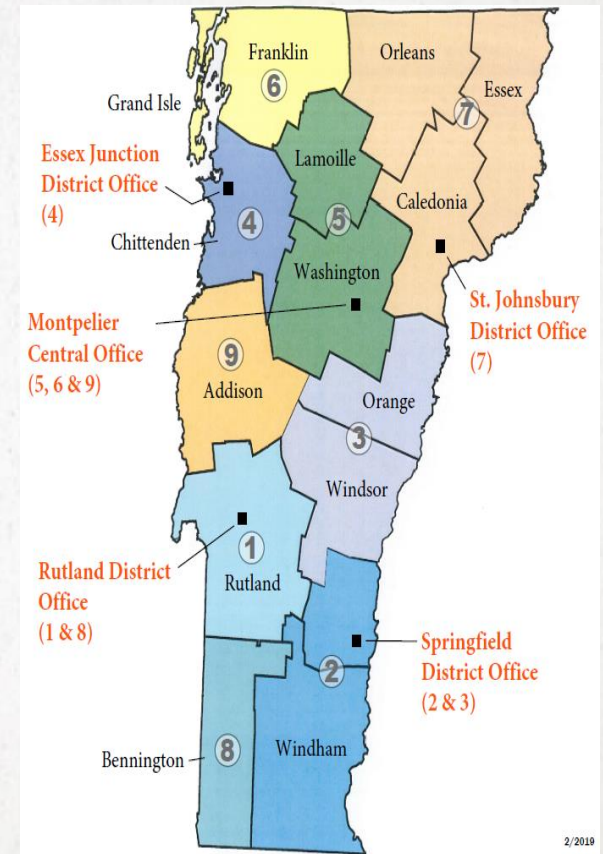 Franklin
6
Orleans
Essex
7
Grand Isle
Lamoille
Essex Junction
District Office
(4)
Caledonia
4
5
Chittenden
Washington
St. Johnsbury
District Office
(7)
Montpelier
Central Office
(5, 6 & 9)
9
Addison
Orange
3
Windsor
1
Rutland
Rutland District
Office
(1 & 8)
Springfield
District Office
(2 & 3)
2
8
Windham
Bennington
2/2019